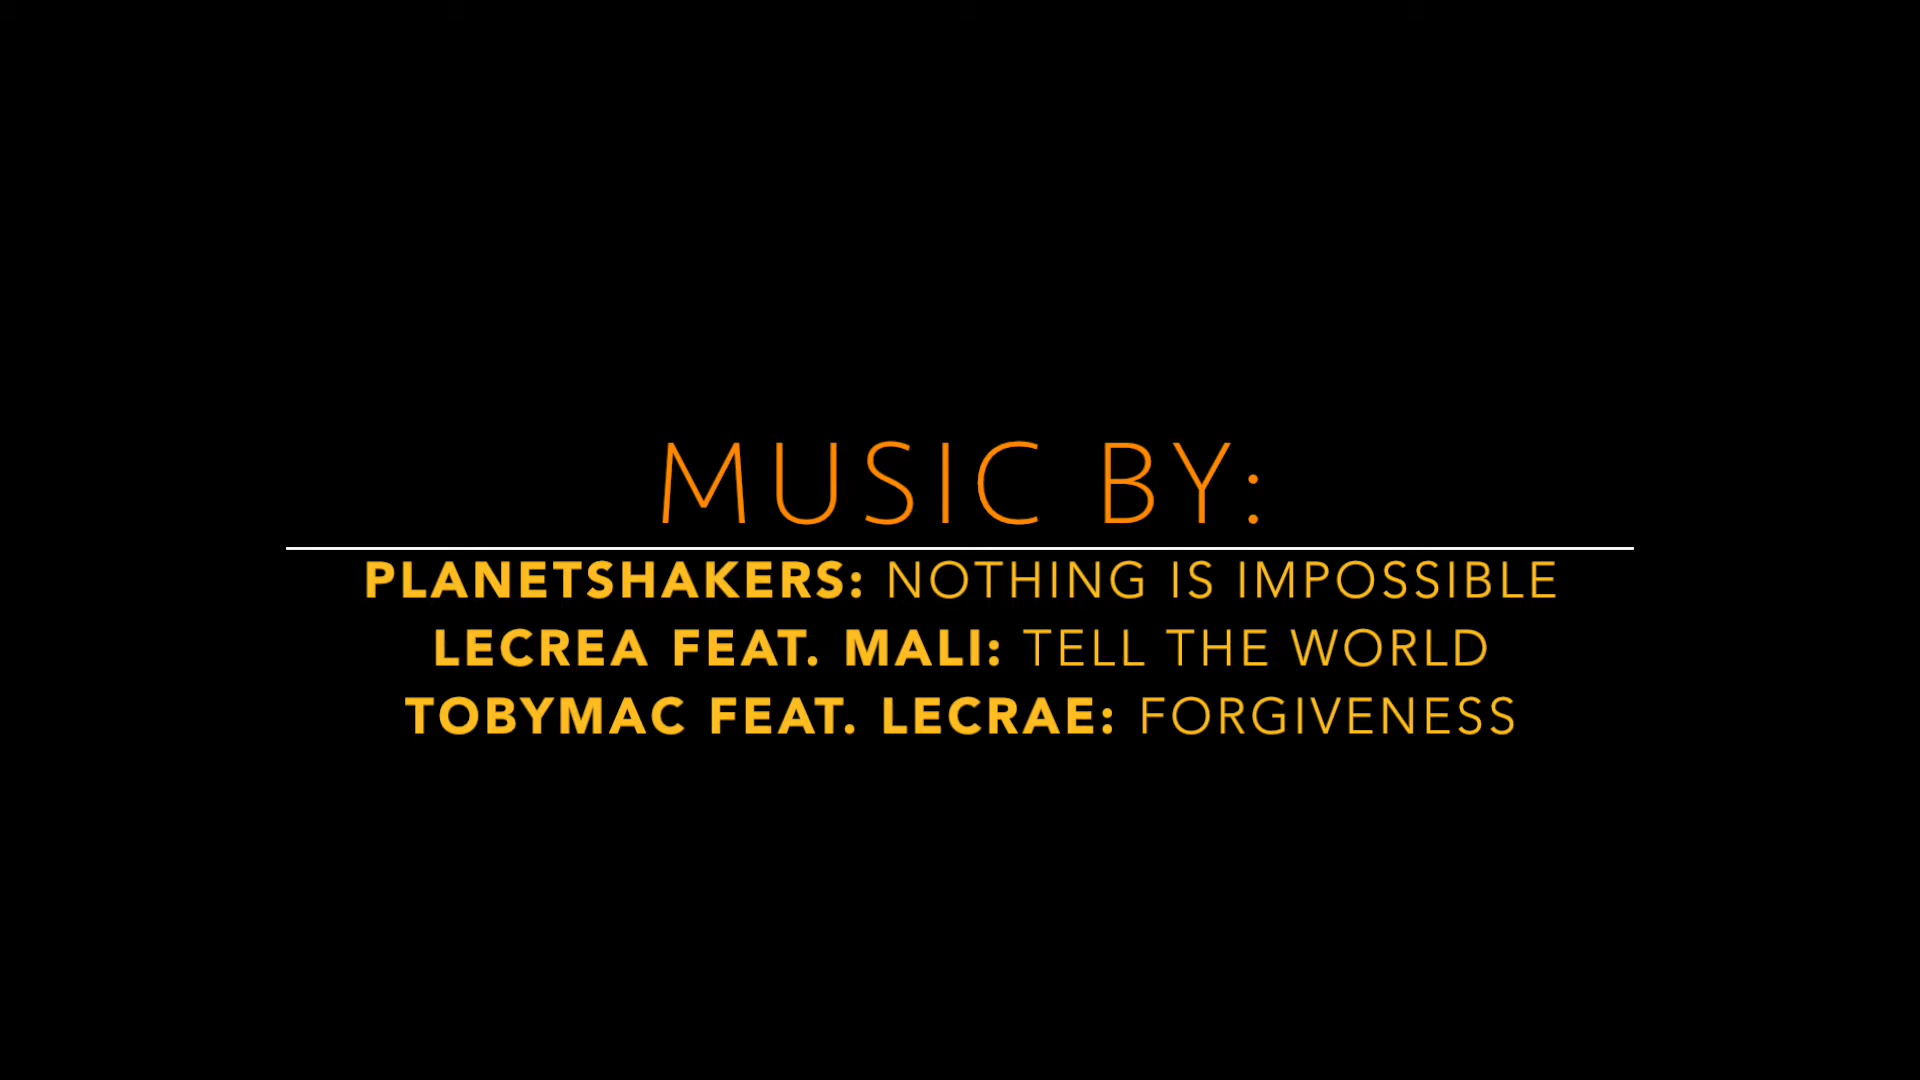 MUSIC BY:
PLANETSHAKERS: NOTHING IS IMPOSSIBLE
LECREA FEAT. MALI: TELL THE WORLD
TOBYMAC FEAT. LECRAE: FORGIVENESS